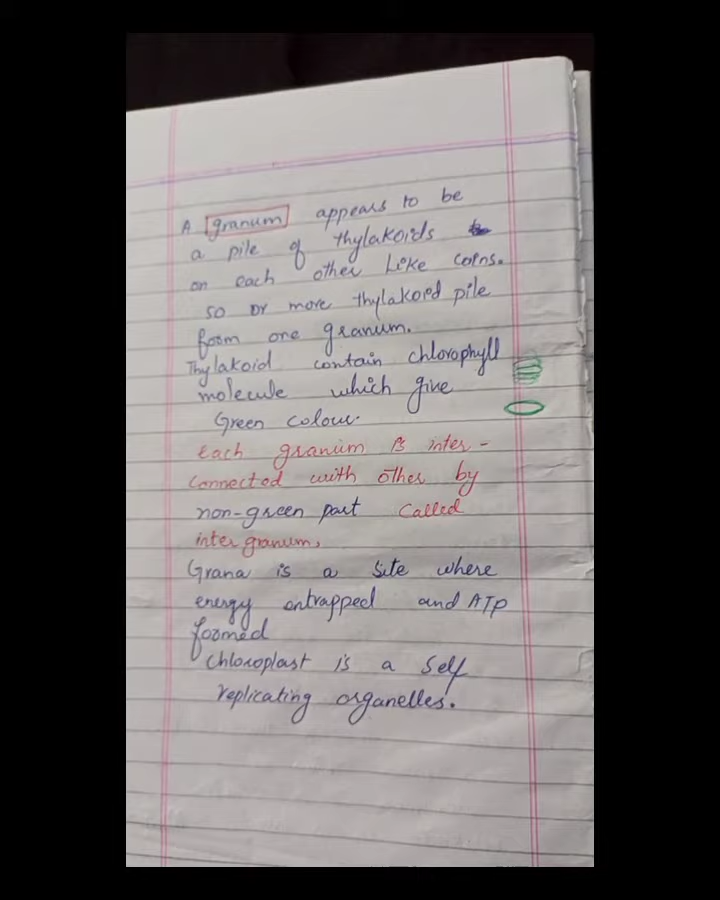 A granum appears to be
a pile of thylakoids
on each other Like coins.
so or more thylakoid pile
form one granum.
Thylakoid contain chlorophyll
molecule which give
Green colour.
each granum is inter-
connected with other by
non-green part called
inter granum,
Grana is a site where
energy entrapped and ATP
formed
chloroplast is a self
replicating organelles.